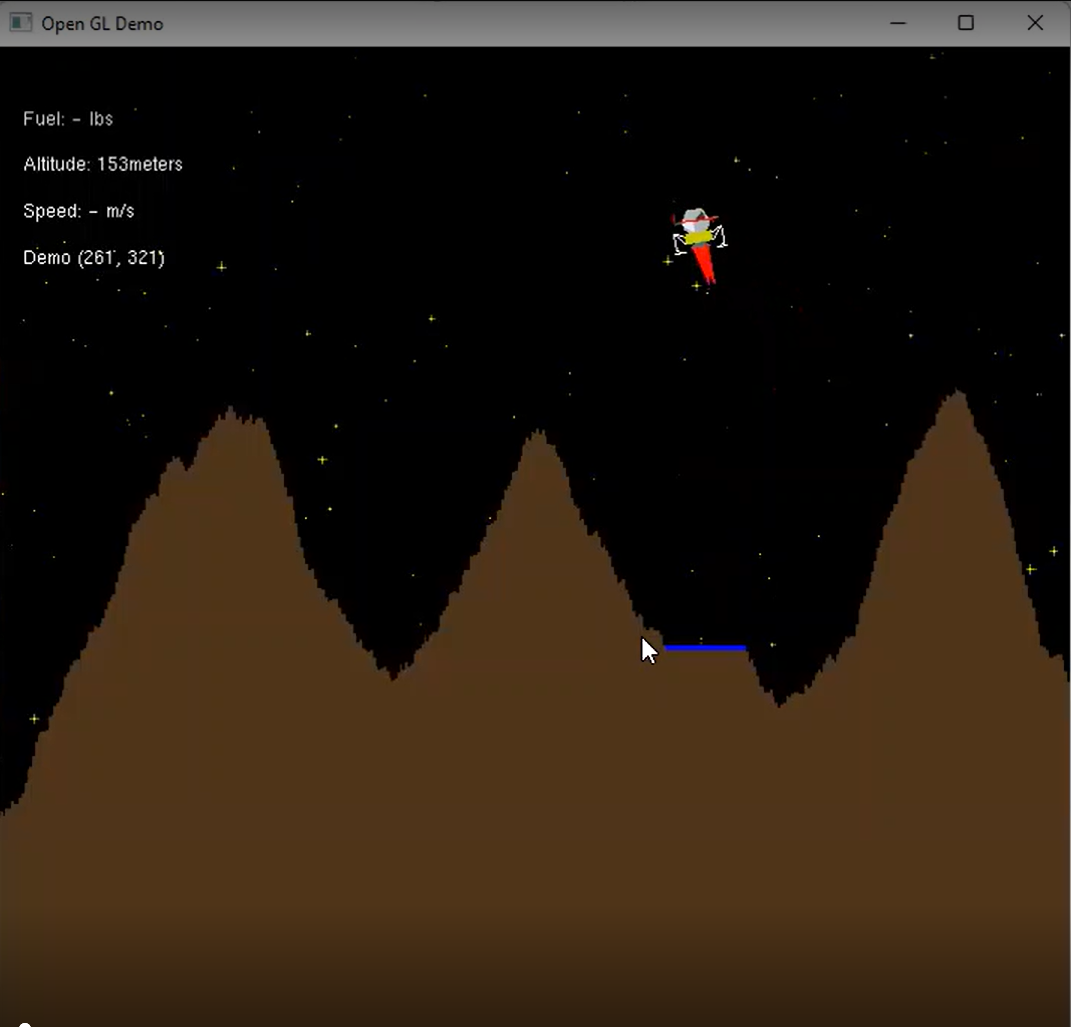 Open GL Demo
Fuel: - lbs
Altitude: 153meters
Speed: - m/s
Demo (261, 321)